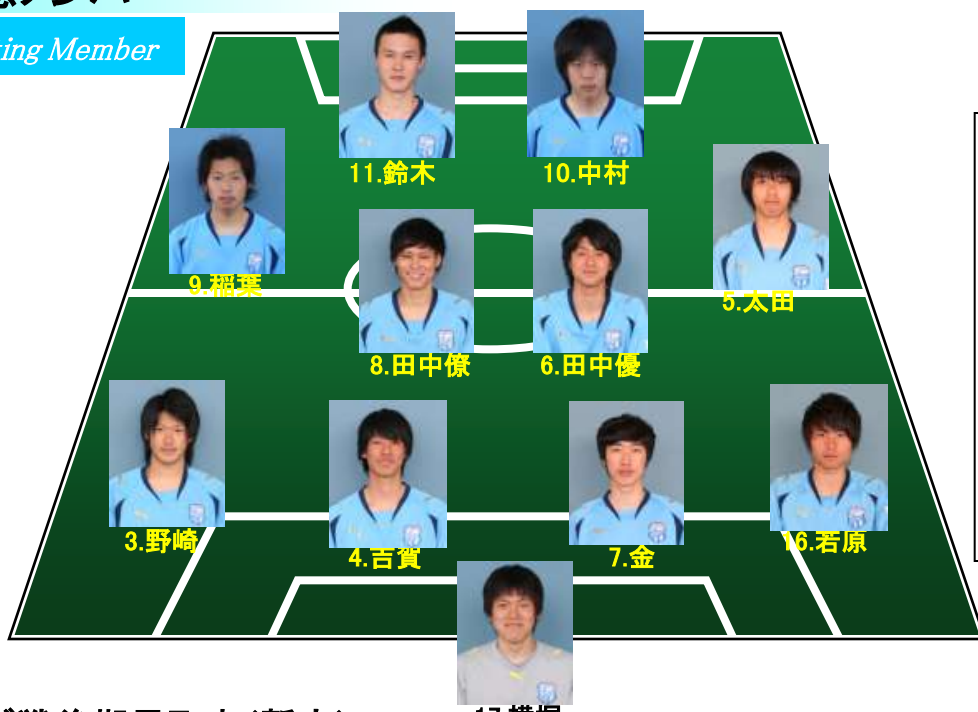 ing Member
11.鈴木
10.中村
9.稲葉
5.太田
8.田中僚
6.田中優
3.野崎
4.吉賀
7.金
16.若原